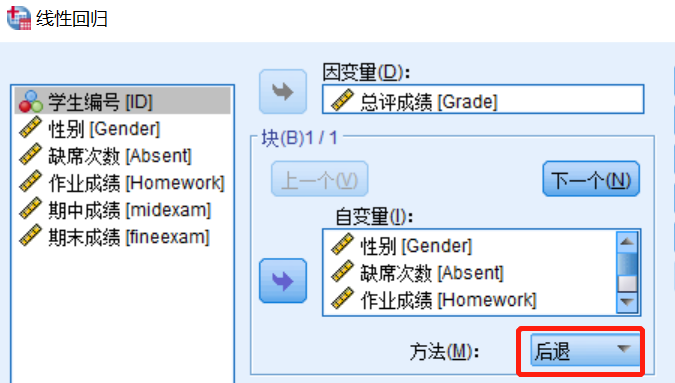 线性回归
学生编号 [ID]
性别 [Gender]
缺席次数 [Absent]
作业成绩 [Homework]
期中成绩 [midexam]
期末成绩 [fineexam]
因变量(D):
总评成绩 [Grade]
块(B)1 / 1
上一个(V)
下一个(N)
自变量(I):
性别 [Gender]
缺席次数 [Absent]
作业成绩 [Homework]
方法(M):
后退